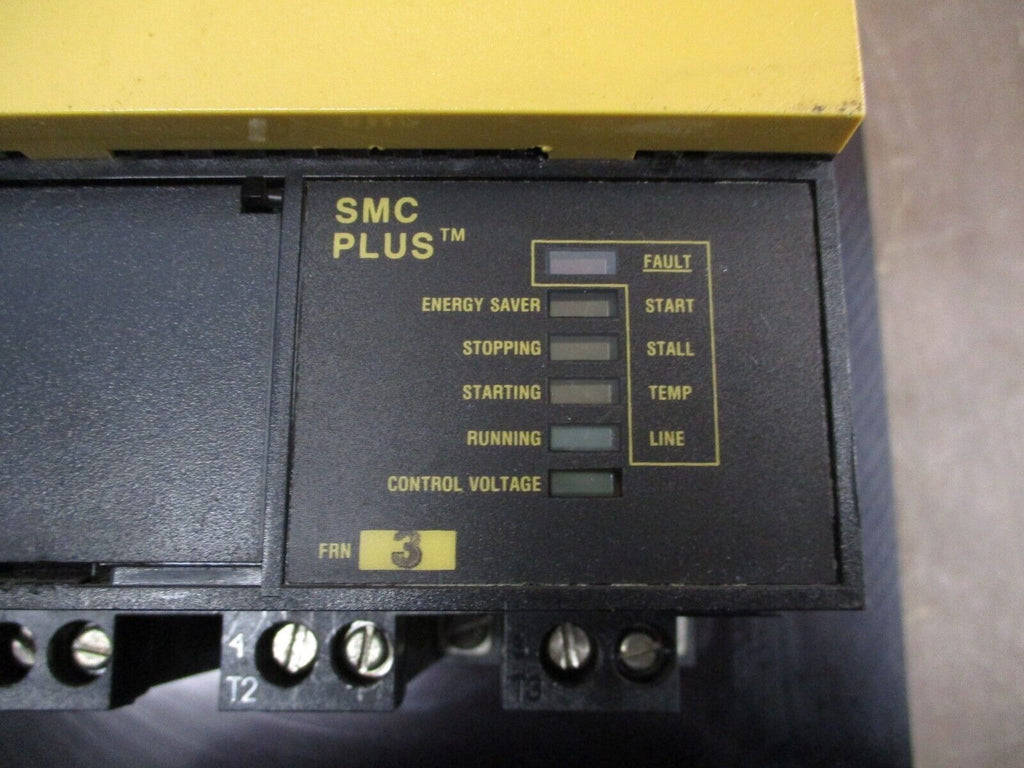 SMC
PLUS™
FAULT
ENERGY SAVER START
STOPPING STALL
STARTING TEMP
RUNNING LINE
CONTROL VOLTAGE
FRN 3
4
T2 T3